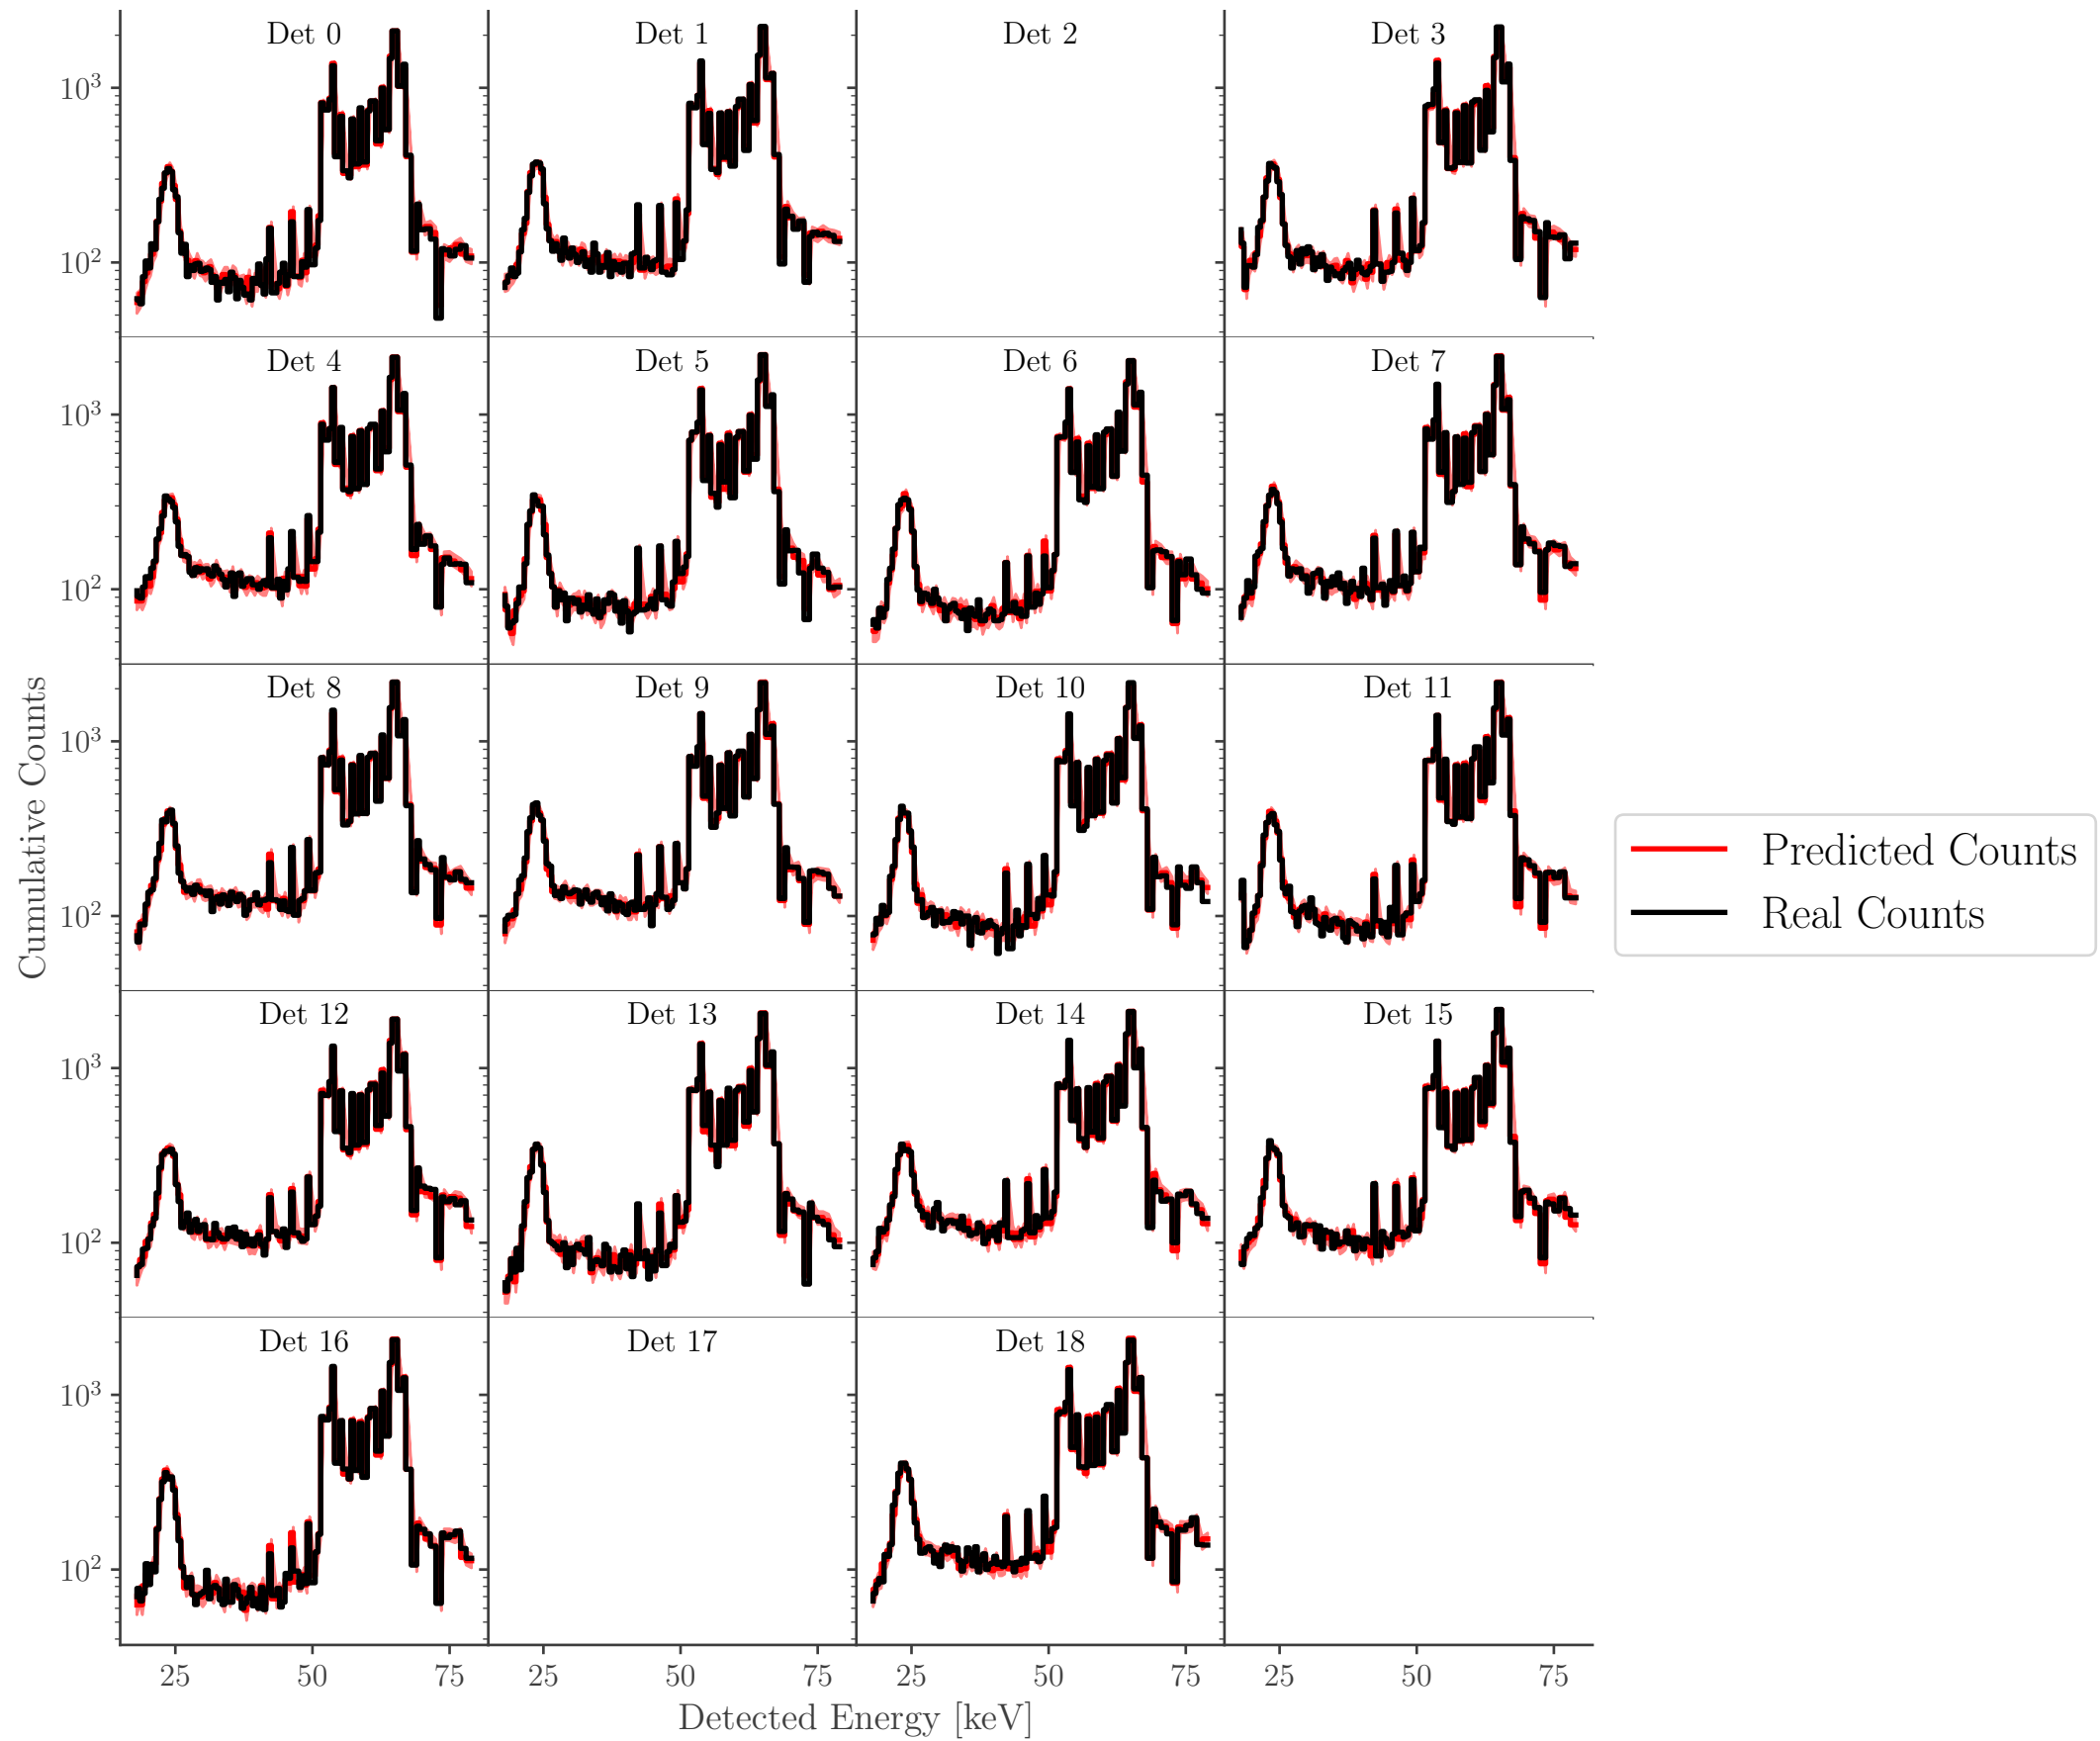 Det 0
Det 1
Det 2
Det 3
10³
10²
Det 4
Det 5
Det 6
Det 7
10³
10²
Det 8
Det 9
Det 10
Det 11
10³
10²
Det 12
Det 13
Det 14
Det 15
10³
10²
Det 16
Det 17
Det 18
10³
10²
25 50 75
25 50 75
25 50 75
25 50 75
Detected Energy [keV]
Cumulative Counts
Predicted Counts
Real Counts